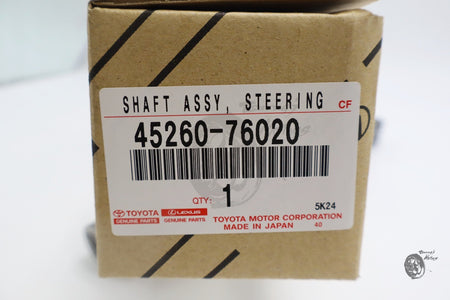 SHAFT ASSY, STEERING CF
45260-76020
QTY: 1
5K24
TOYOTA LEXUS TOYOTA MOTOR CORPORATION
GENUINE PARTS GENUINE PARTS MADE IN JAPAN 40